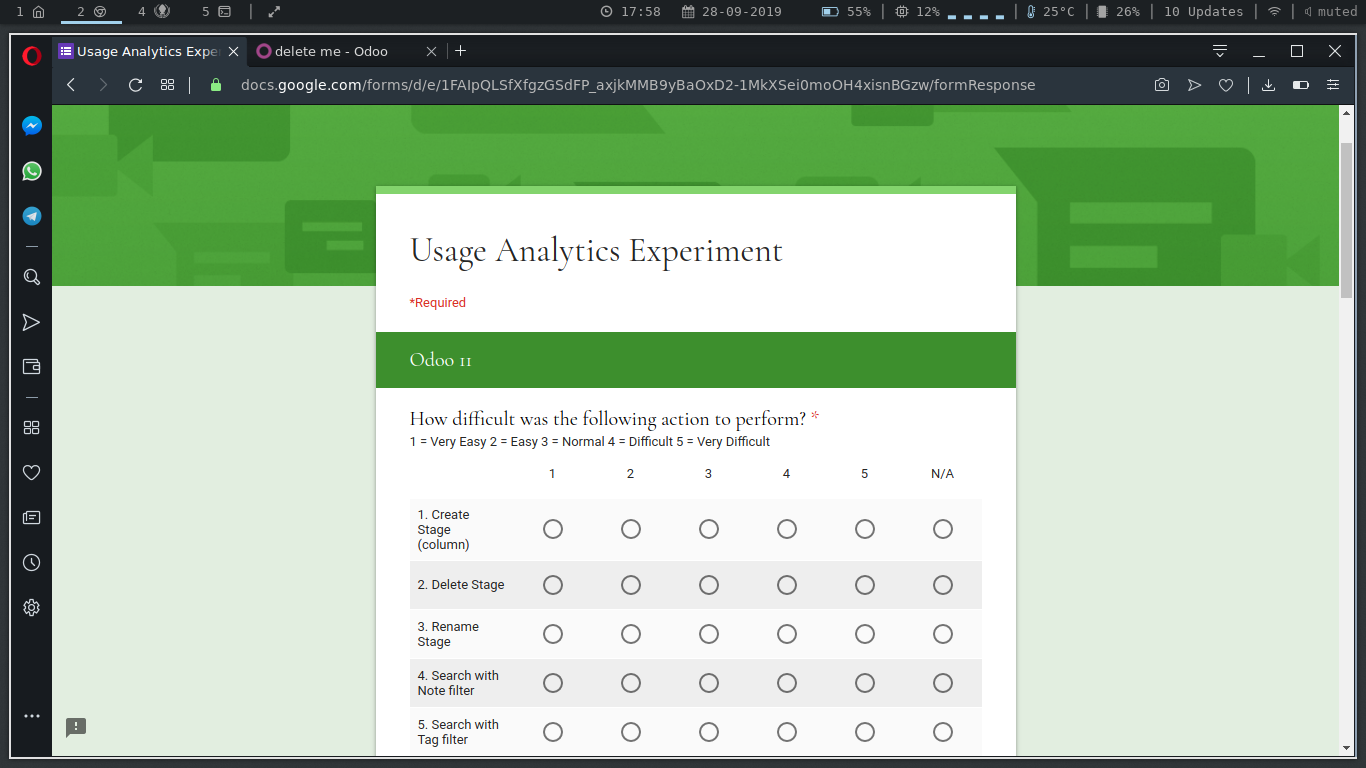 1 2 4 5 17:58 28-09-2019 55% 12% 25°C 26% 10 Updates muted
Usage Analytics Expe delete me - Odoo
docs.google.com/forms/d/e/1FAIpQLSfXfgzGSdFP_axjkMMB9yBaOxD2-1MkXSei0moOH4xisnBGzw/formResponse
Usage Analytics Experiment
*Required
Odoo 11
How difficult was the following action to perform? *
1 = Very Easy 2 = Easy 3 = Normal 4 = Difficult 5 = Very Difficult
1 2 3 4 5 N/A
1. Create
Stage
(column)
2. Delete Stage
3. Rename
Stage
4. Search with
Note filter
5. Search with
Tag filter